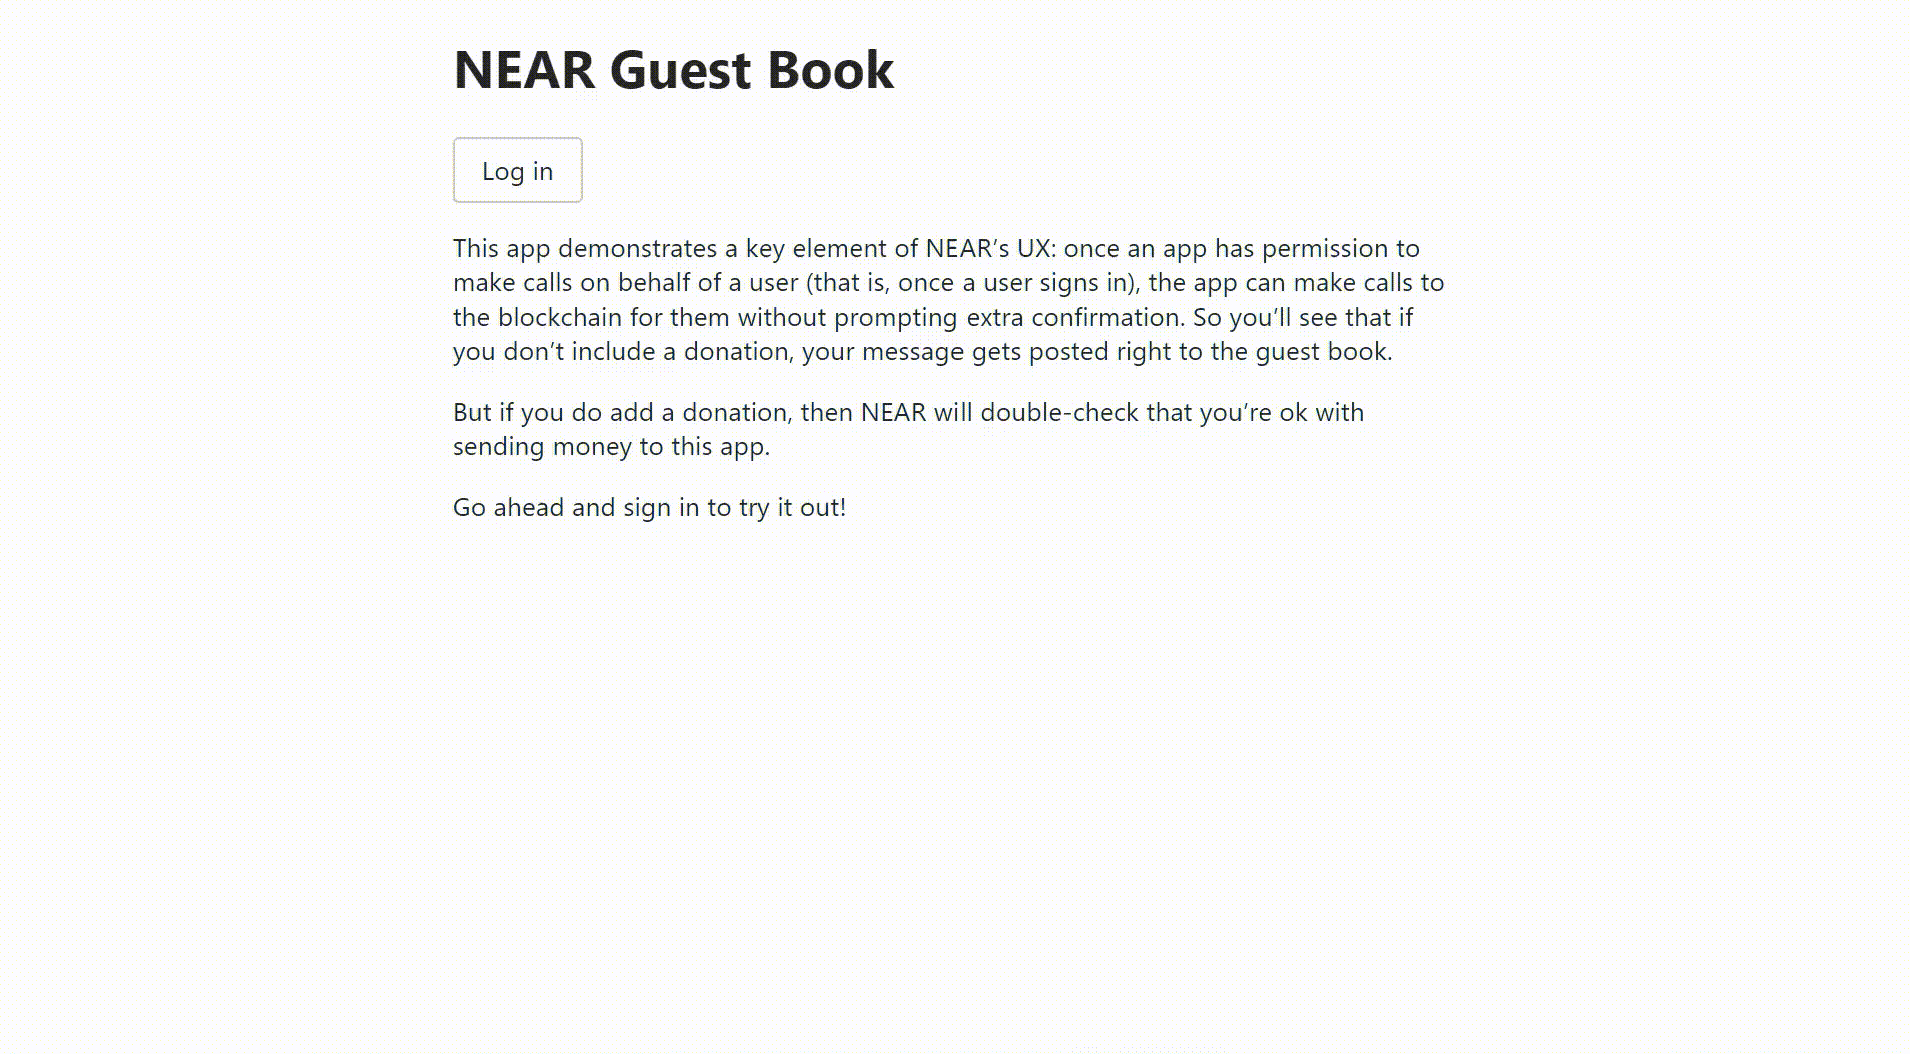 NEAR Guest Book
Log in
This app demonstrates a key element of NEAR’s UX: once an app has permission to
make calls on behalf of a user (that is, once a user signs in), the app can make calls to
the blockchain for them without prompting extra confirmation. So you’ll see that if
you don’t include a donation, your message gets posted right to the guest book.
But if you do add a donation, then NEAR will double-check that you’re ok with
sending money to this app.
Go ahead and sign in to try it out!